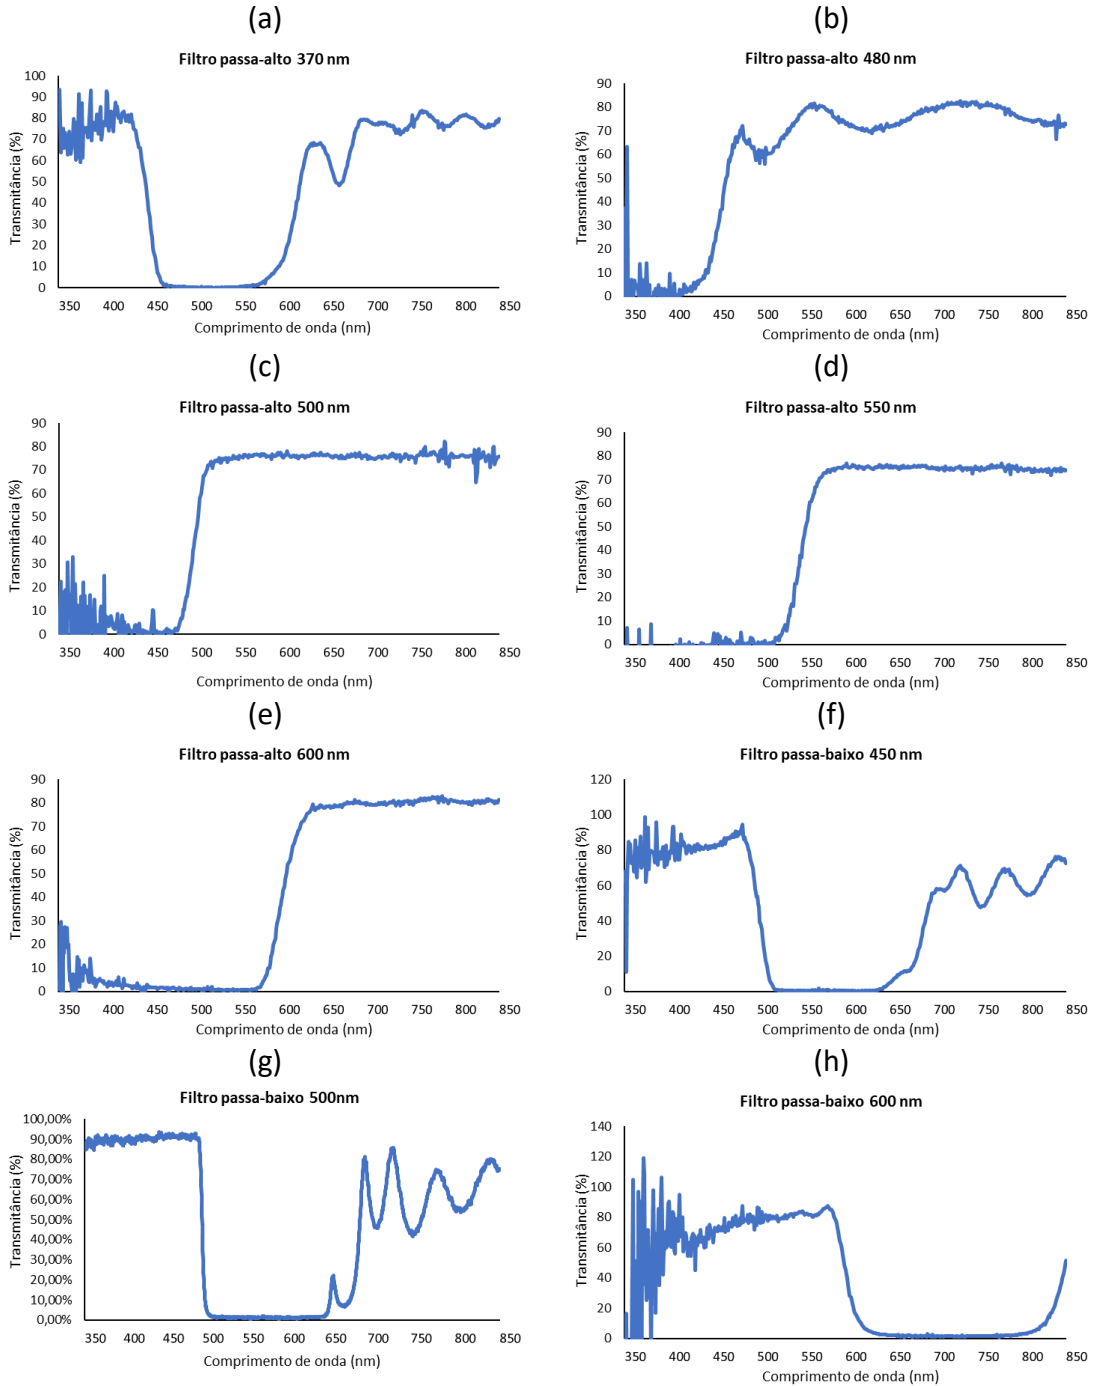 (a)
Filtro passa-alto 370 nm
Transmitância (%)
100
90
80
70
60
50
40
30
20
10
0
350 400 450 500 550 600 650 700 750 800 850
Comprimento de onda (nm)
(b)
Filtro passa-alto 480 nm
Transmitância (%)
90
80
70
60
50
40
30
20
10
0
350 400 450 500 550 600 650 700 750 800 850
Comprimento de onda (nm)
(c)
Filtro passa-alto 500 nm
Transmitância (%)
90
80
70
60
50
40
30
20
10
0
350 400 450 500 550 600 650 700 750 800 850
Comprimento de onda (nm)
(d)
Filtro passa-alto 550 nm
Transmitância (%)
90
80
70
60
50
40
30
20
10
0
350 400 450 500 550 600 650 700 750 800 850
Comprimento de onda (nm)
(e)
Filtro passa-alto 600 nm
Transmitância (%)
90
80
70
60
50
40
30
20
10
0
350 400 450 500 550 600 650 700 750 800 850
Comprimento de onda (nm)
(f)
Filtro passa-baixo 450 nm
Transmitância (%)
120
100
80
60
40
20
0
350 400 450 500 550 600 650 700 750 800 850
Comprimento de onda (nm)
(g)
Filtro passa-baixo 500nm
Transmitância (%)
100,00%
90,00%
80,00%
70,00%
60,00%
50,00%
40,00%
30,00%
20,00%
10,00%
0,00%
350 400 450 500 550 600 650 700 750 800 850
Comprimento de onda (nm)
(h)
Filtro passa-baixo 600 nm
Transmitância (%)
140
120
100
80
60
40
20
0
350 400 450 500 550 600 650 700 750 800 850
Comprimento de onda (nm)